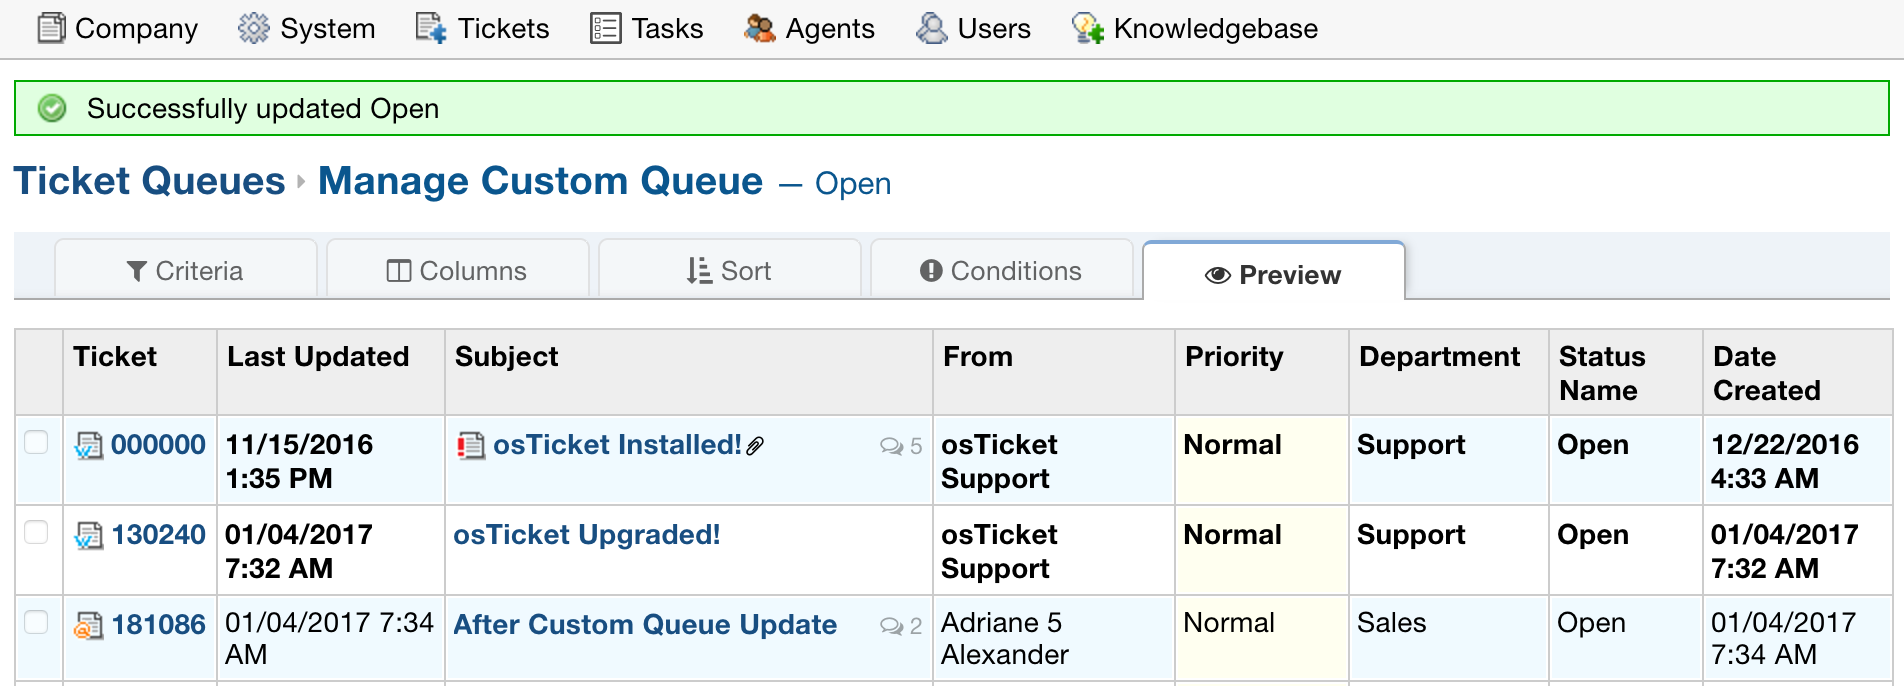 Company System Tickets Tasks Agents Users Knowledgebase
Successfully updated Open
Ticket Queues Manage Custom Queue — Open
Criteria Columns Sort Conditions Preview
Ticket Last Updated Subject From Priority Department Status Name Date Created
000000 11/15/2016 1:35 PM osTicket Installed! 5 osTicket Support Normal Support Open 12/22/2016 4:33 AM
130240 01/04/2017 7:32 AM osTicket Upgraded! osTicket Support Normal Support Open 01/04/2017 7:32 AM
181086 01/04/2017 7:34 AM After Custom Queue Update 2 Adriane 5 Alexander Normal Sales Open 01/04/2017 7:34 AM